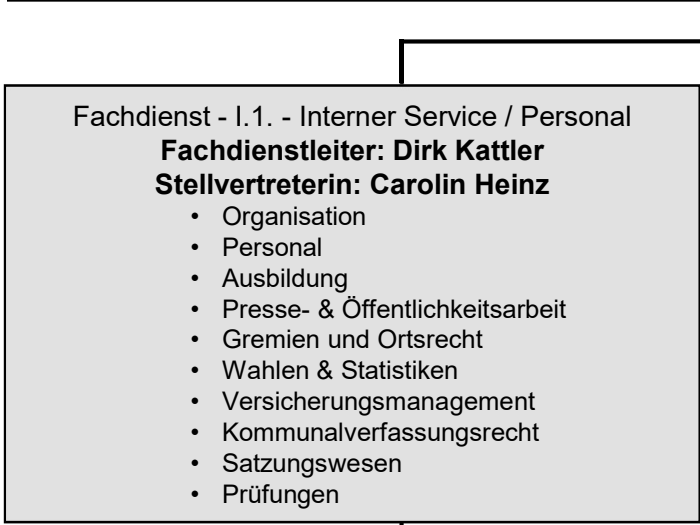 Fachdienst - I.1. - Interner Service / Personal
Fachdienstleiter: Dirk Kattler
Stellvertreterin: Carolin Heinz
• Organisation
• Personal
• Ausbildung
• Presse- & Öffentlichkeitsarbeit
• Gremien und Ortsrecht
• Wahlen & Statistiken
• Versicherungsmanagement
• Kommunalverfassungsrecht
• Satzungswesen
• Prüfungen